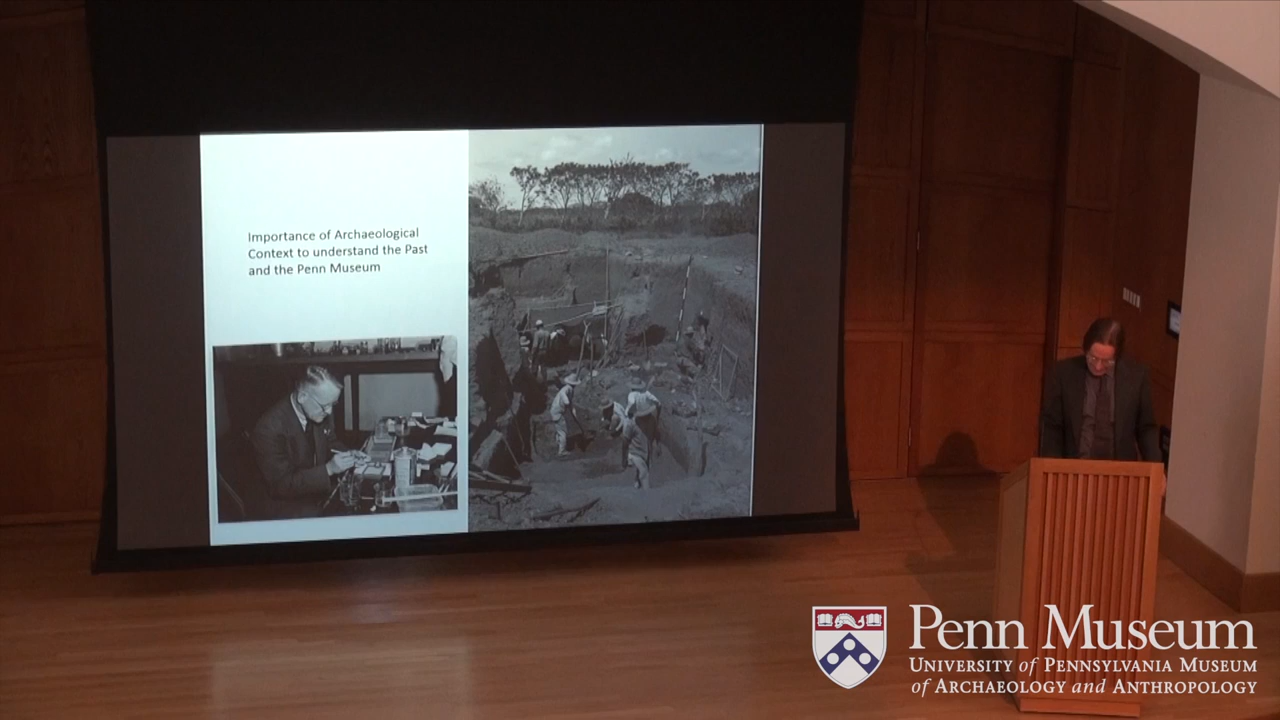 Importance of Archaeological
Context to understand the Past
and the Penn Museum
Penn Museum
University of Pennsylvania Museum
of Archaeology and Anthropology